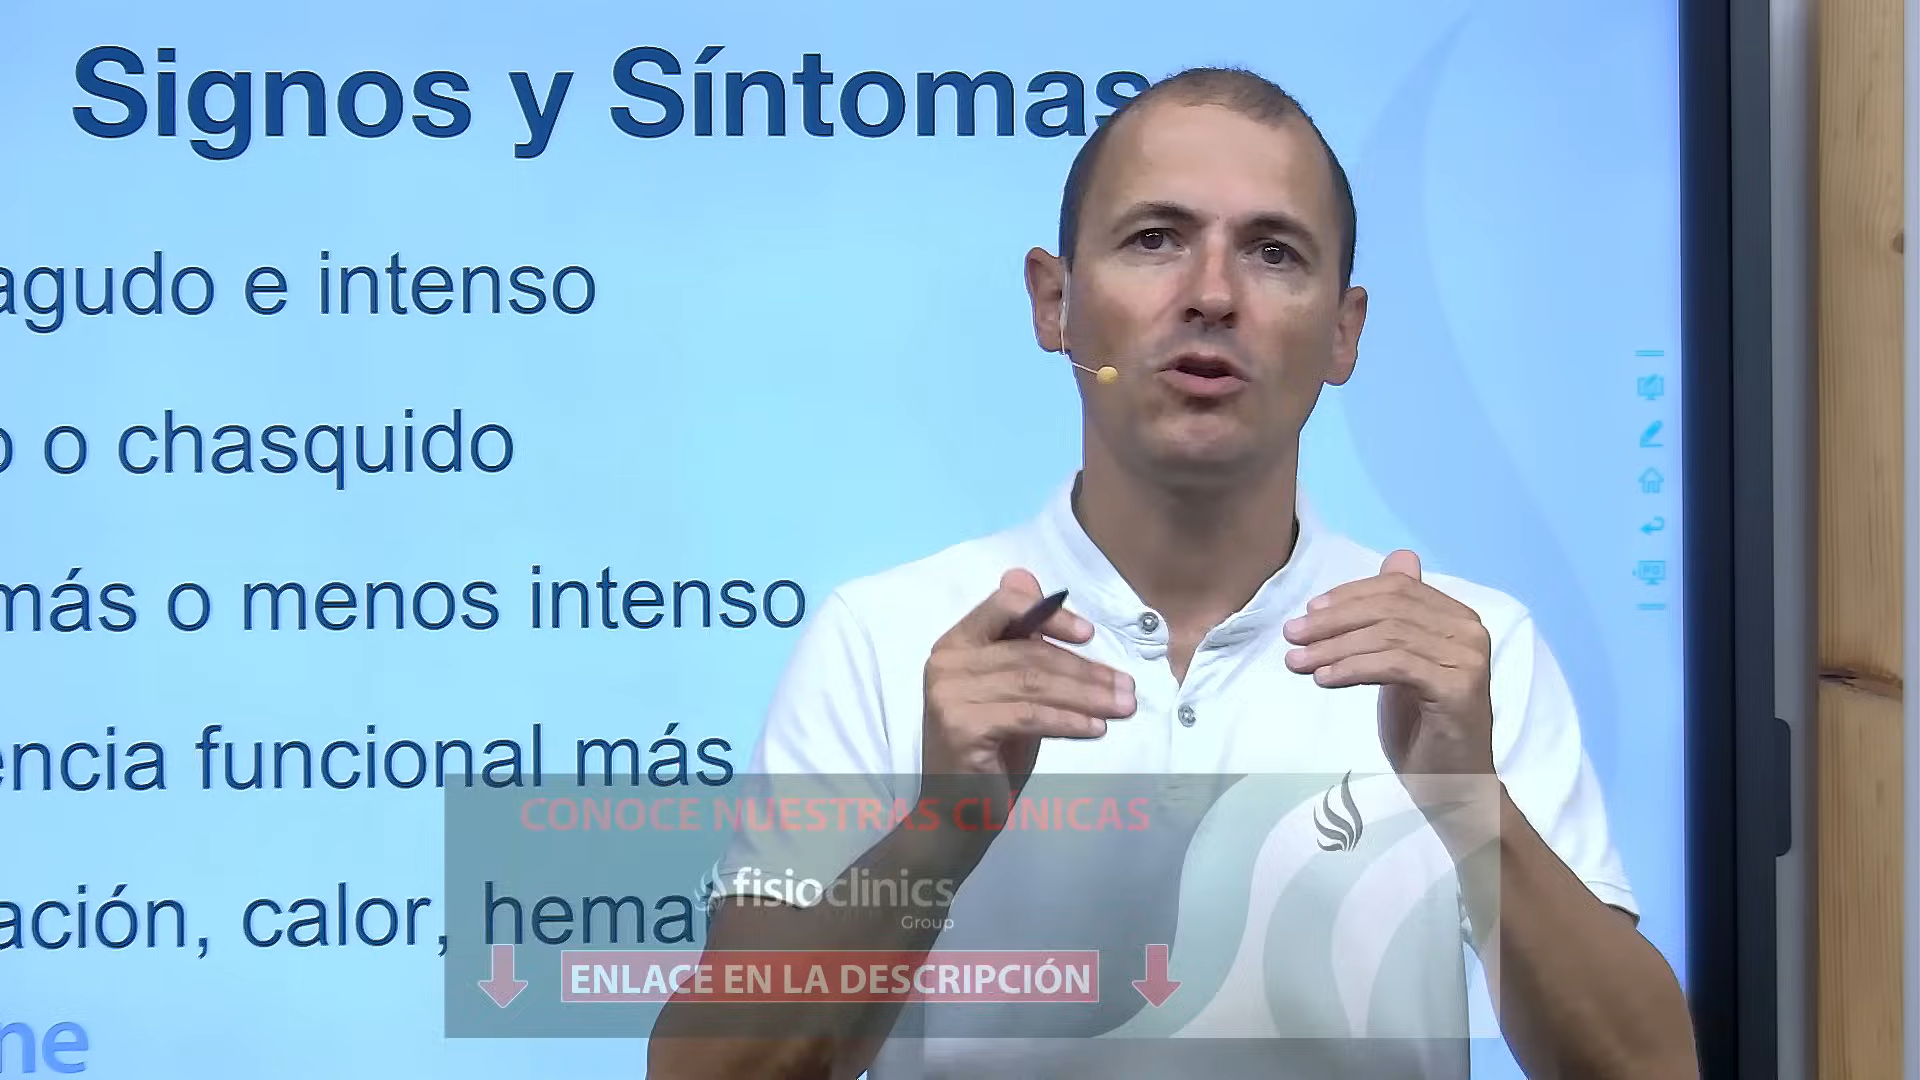 Signos y Síntomas
agudo e intenso
o o chasquido
más o menos intenso
encia funcional más
ación, calor, hema
CONOCE NUESTRAS CLÍNICAS
fisioclinics
Group
ENLACE EN LA DESCRIPCIÓN
ne